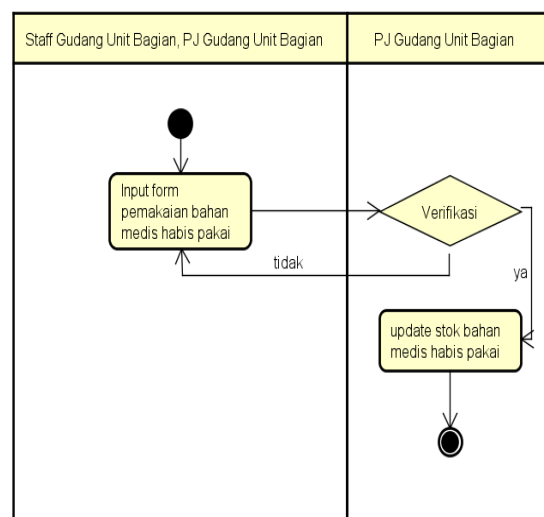 Staff Gudang Unit Bagian, PJ Gudang Unit Bagian
PJ Gudang Unit Bagian
Input form
pemakaian bahan
medis habis pakai
Verifikasi
tidak
ya
update stok bahan
medis habis pakai